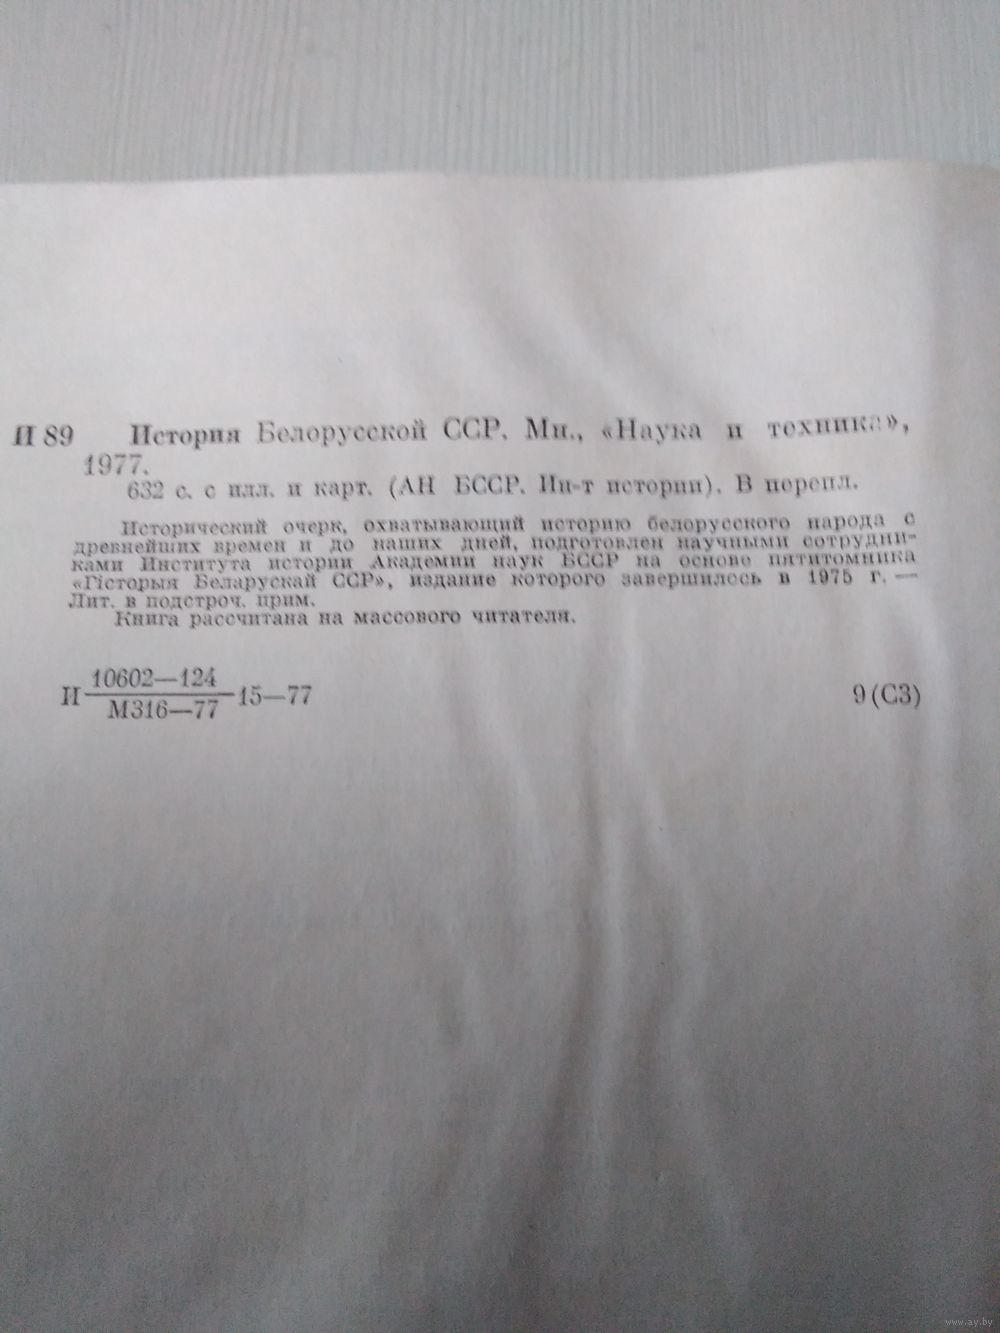 И 89 История Белорусской ССР. Мн., «Наука и техника»,
1977.
632 с. с илл. и карт. (АН БССР. Ин-т истории). В перепл.
Исторический очерк, охватывающий историю белорусского народа с
древнейших времен и до наших дней, подготовлен научными сотрудни-
ками Института истории Академии наук БССР на основе пятитомника
«Гісторыя Беларускай ССР», издание которого завершилось в 1975 г. —
Лит. в подстроч. прим.
Книга рассчитана на массового читателя.
10602—124
И 15—77 9(С3)
М316—77
www.ay.by